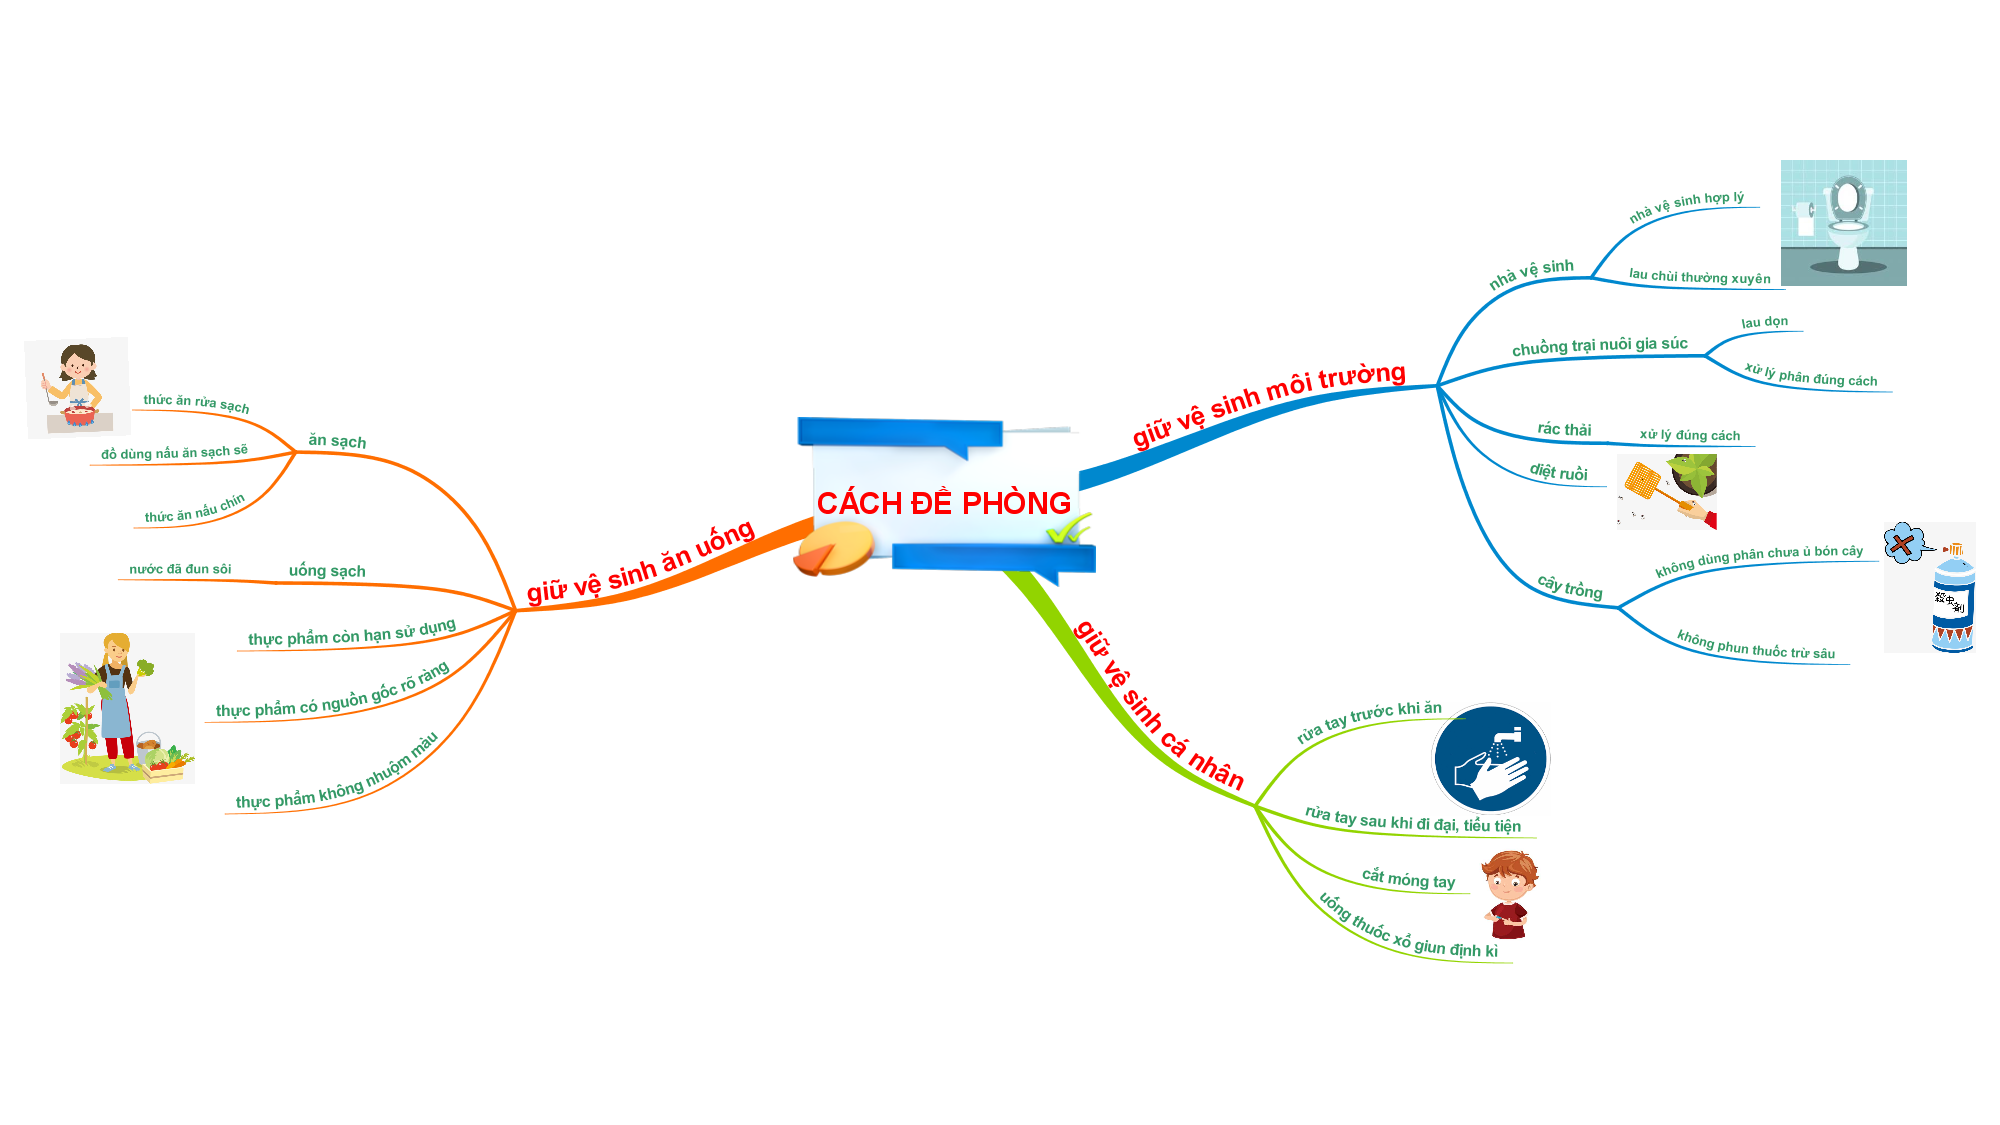 CÁCH ĐỀ PHÒNG
giữ vệ sinh môi trường
nhà vệ sinh
nhà vệ sinh hợp lý
lau chùi thường xuyên
chuồng trại nuôi gia súc
lau dọn
xử lý phân đúng cách
rác thải
xử lý đúng cách
diệt ruồi
cây trồng
không dùng phân chưa ủ bón cây
không phun thuốc trừ sâu
殺虫剤
giữ vệ sinh cá nhân
rửa tay trước khi ăn
rửa tay sau khi đi đại, tiểu tiện
cắt móng tay
uống thuốc xổ giun định kì
giữ vệ sinh ăn uống
ăn sạch
thức ăn rửa sạch
đồ dùng nấu ăn sạch sẽ
thức ăn nấu chín
uống sạch
nước đã đun sôi
thực phẩm còn hạn sử dụng
thực phẩm có nguồn gốc rõ ràng
thực phẩm không nhuộm màu